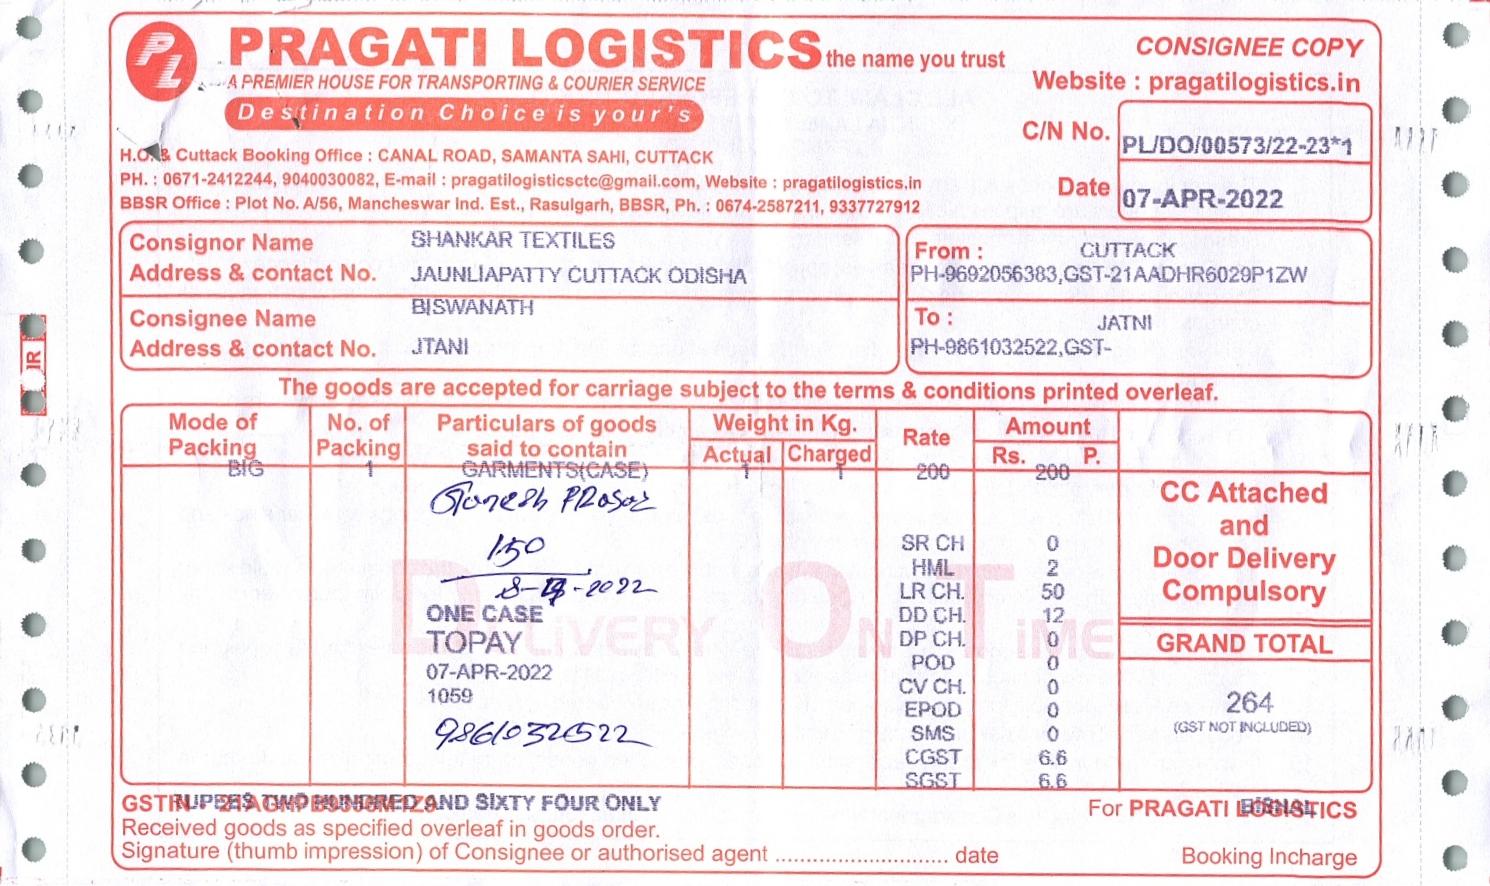 PL
PRAGATI LOGISTICS the name you trust
CONSIGNEE COPY
A PREMIER HOUSE FOR TRANSPORTING & COURIER SERVICE
Website : pragatilogistics.in
Destination Choice is your's
C/N No. PL/DO/00573/22-23*1
H.O. & Cuttack Booking Office : CANAL ROAD, SAMANTA SAHI, CUTTACK
PH. : 0671-2412244, 9040030082, E-mail : pragatilogisticsctc@gmail.com, Website : pragatilogistics.in
Date 07-APR-2022
BBSR Office : Plot No. A/56, Mancheswar Ind. Est., Rasulgarh, BBSR, Ph. : 0674-2587211, 9337727912
Consignor Name SHANKAR TEXTILES
Address & contact No. JAUNLIAPATTY CUTTACK ODISHA
From : CUTTACK
PH-9692056383,GST-21AADHR6029P1ZW
Consignee Name BISWANATH
Address & contact No. JTANI
To : JATNI
PH-9861032522,GST-
JR
The goods are accepted for carriage subject to the terms & conditions printed overleaf.
Mode of Packing No. of Packing Particulars of goods said to contain Weight in Kg. Actual Charged Rate Amount Rs. P.
BIG 1 GARMENTS(CASE) 1 1 200 200
150
ONE CASE
TOPAY
07-APR-2022
1059
9861032522
SR CH 0
HML 2
LR CH. 50
DD CH. 12
DP CH. 0
POD 0
CV CH. 0
EPOD 0
SMS 0
CGST 6.6
SGST 6.6
CC Attached
and
Door Delivery
Compulsory
GRAND TOTAL
264
(GST NOT INCLUDED)
DELIVERY ON TIME
RUPEES TWO HUNDRED AND SIXTY FOUR ONLY
For PRAGATI LOGISTICS
Received goods as specified overleaf in goods order.
Signature (thumb impression) of Consignee or authorised agent ............................ date
Booking Incharge